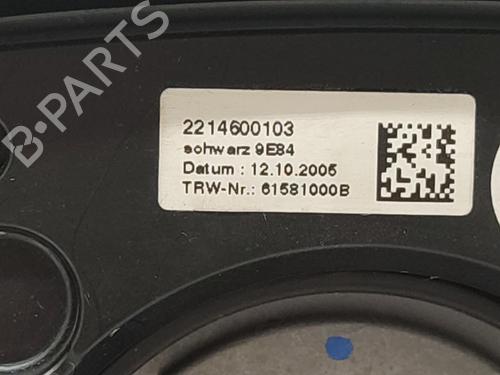 B-PARTS
2214600103
schwarz 9E84
Datum : 12.10.2005
TRW-Nr.: 61581000B